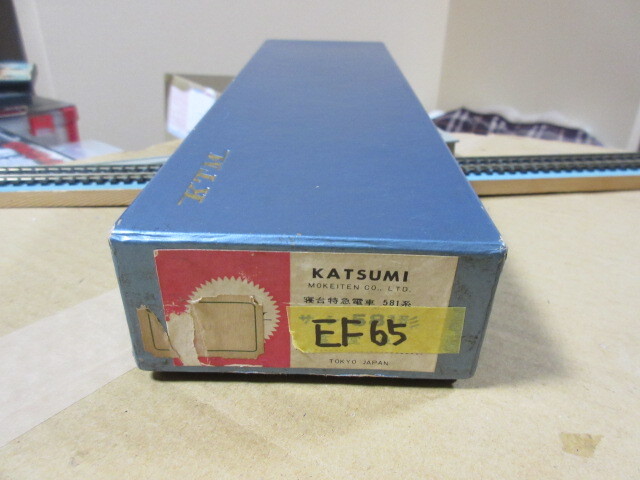 KTM
KATSUMI
MOKEITEN CO., LTD.
寝台特急電車 581系
EF65
TOKYO JAPAN